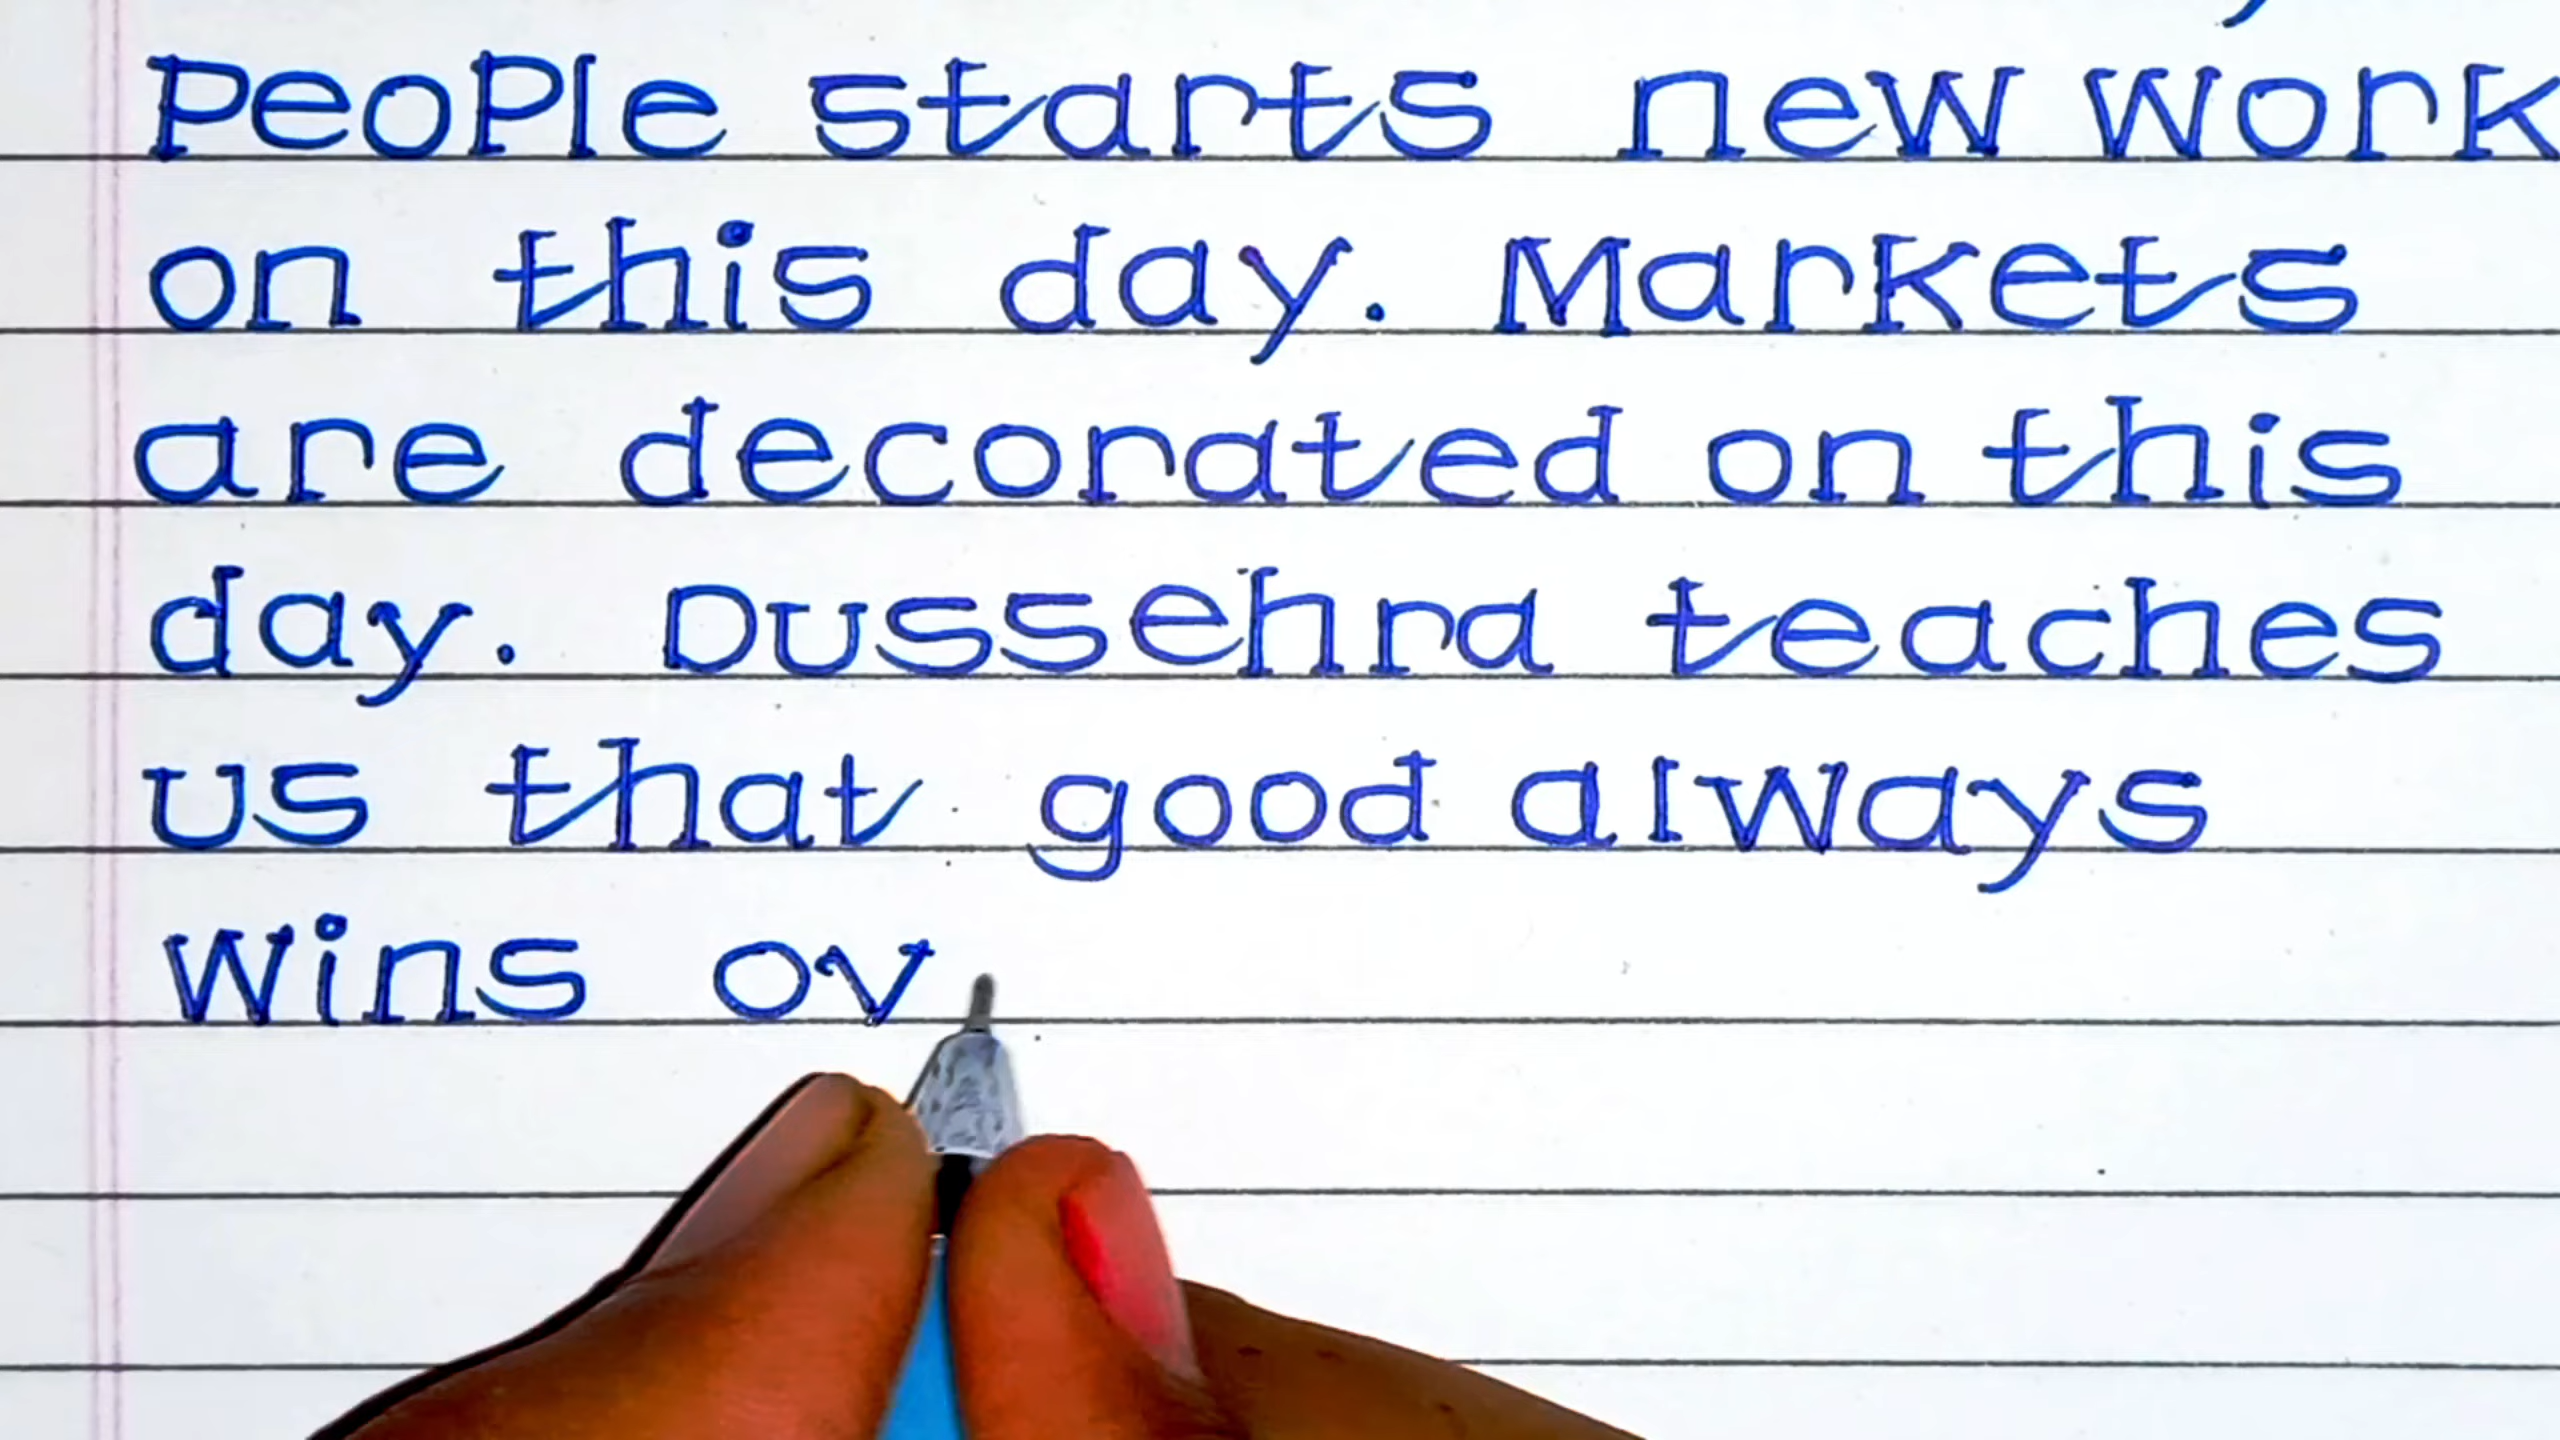 People starts new work
on this day. Markets
are decorated on this
day. Dussehra teaches
us that good always
wins ov